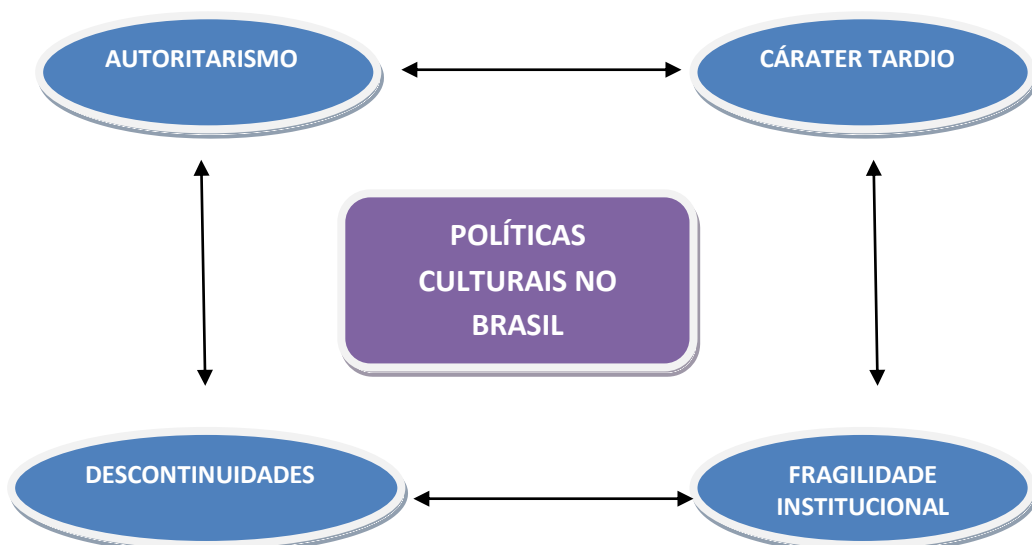 AUTORITARISMO
CÁRATER TARDIO
POLÍTICAS
CULTURAIS NO
BRASIL
DESCONTINUIDADES
FRAGILIDADE
INSTITUCIONAL